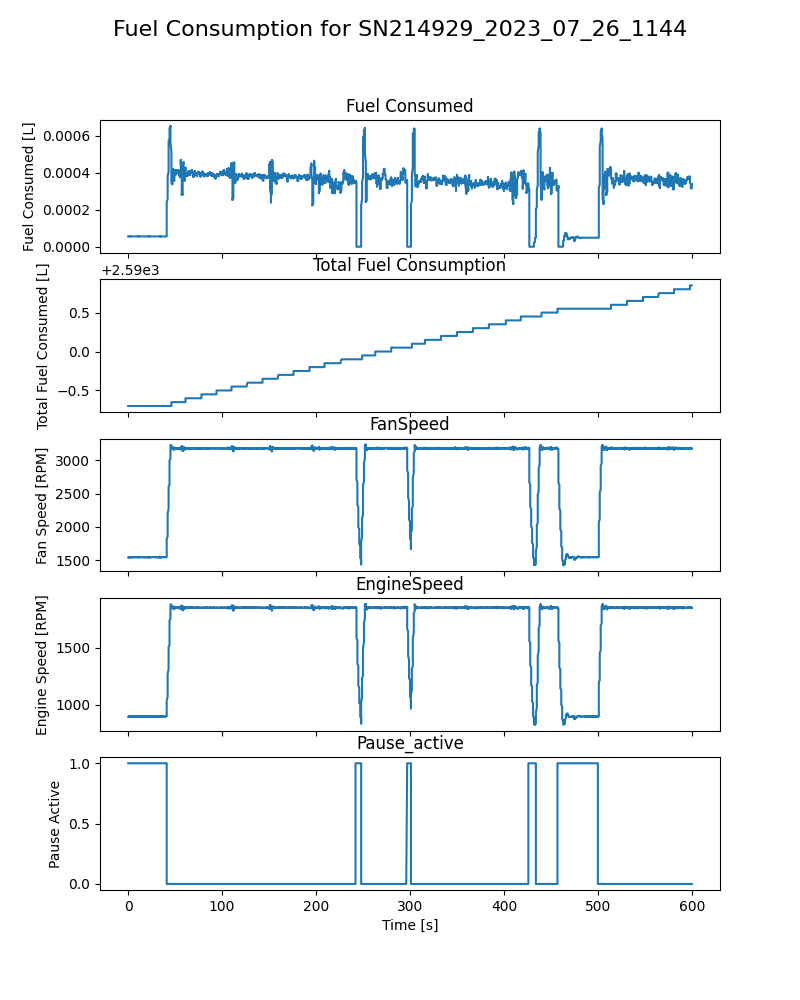 Fuel Consumption for SN214929_2023_07_26_1144
Fuel Consumed
Fuel Consumed [L]
0.0006
0.0004
0.0002
0.0000
+2.59e3
Total Fuel Consumption
Total Fuel Consumed [L]
0.5
0.0
−0.5
FanSpeed
Fan Speed [RPM]
3000
2500
2000
1500
EngineSpeed
Engine Speed [RPM]
1500
1000
Pause_active
Pause Active
1.0
0.5
0.0
0 100 200 300 400 500 600
Time [s]